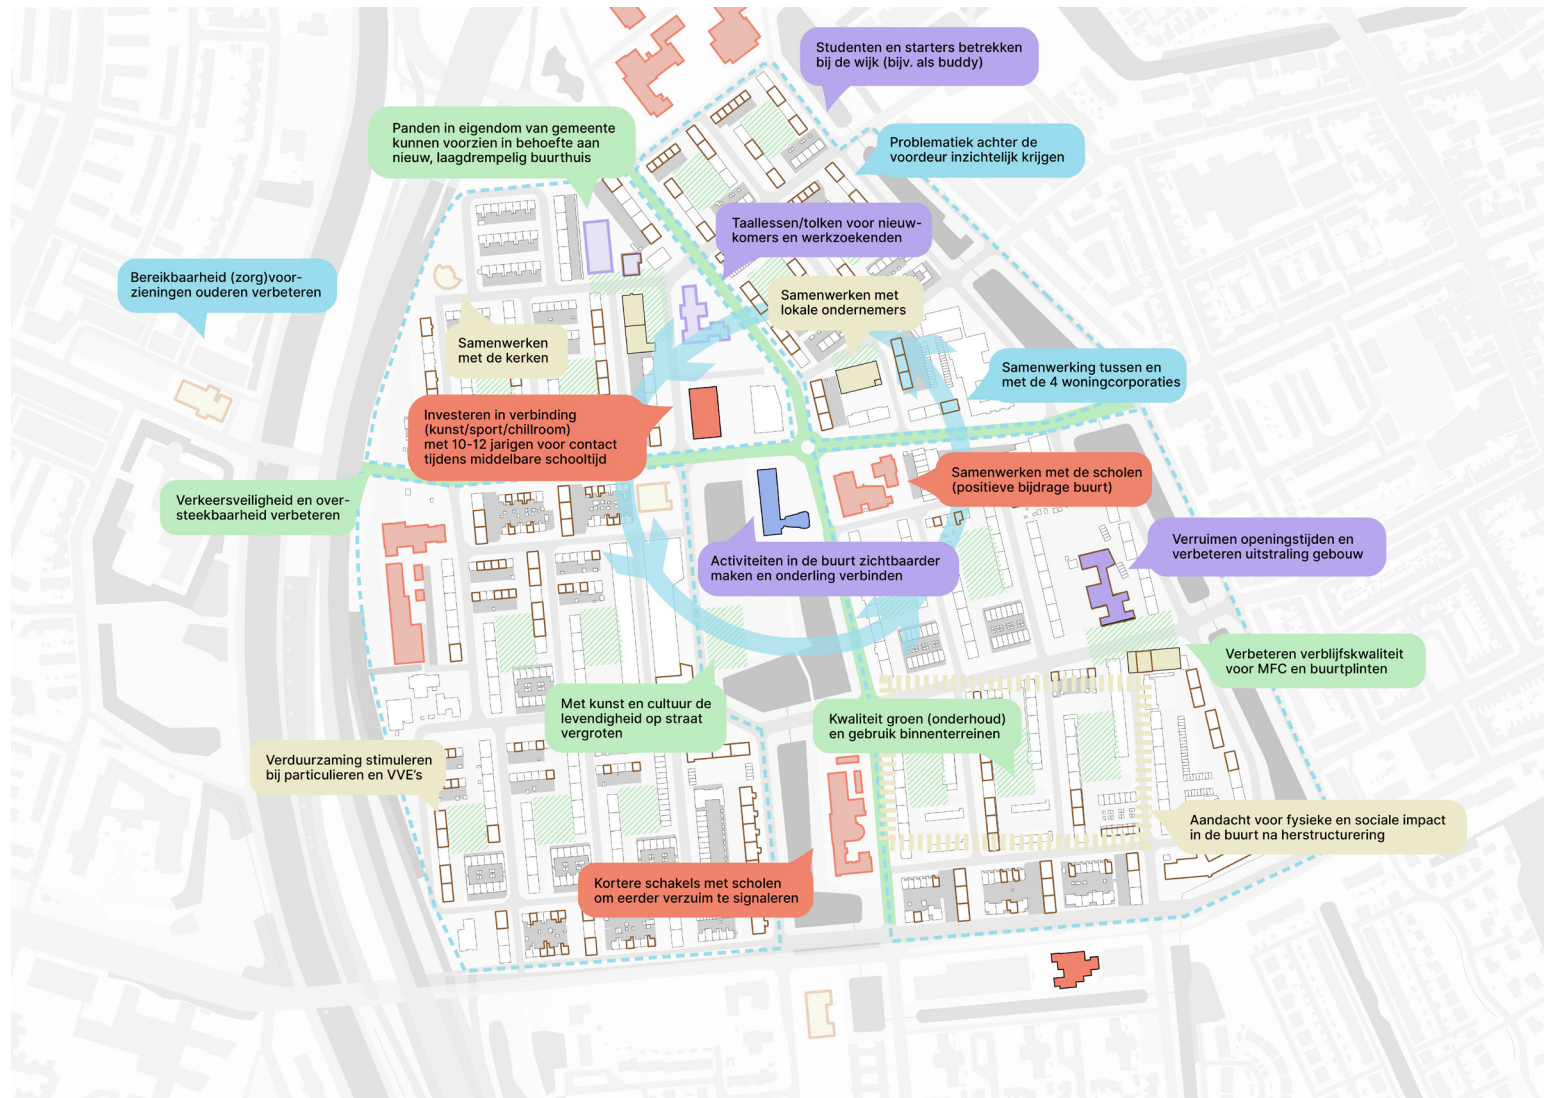 Studenten en starters betrekken
bij de wijk (bijv. als buddy)
Panden in eigendom van gemeente
kunnen voorzien in behoefte aan
nieuw, laagdrempelig buurthuis
Problematiek achter de
voordeur inzichtelijk krijgen
Taallessen/tolken voor nieuw-
komers en werkzoekenden
Bereikbaarheid (zorg)voor-
zieningen ouderen verbeteren
Samenwerken met
lokale ondernemers
Samenwerken
met de kerken
Samenwerking tussen en
met de 4 woningcorporaties
Investeren in verbinding
(kunst/sport/chillroom)
met 10-12 jarigen voor contact
tijdens middelbare schooltijd
Samenwerken met de scholen
(positieve bijdrage buurt)
Verkeersveiligheid en over-
steekbaarheid verbeteren
Verruimen openingstijden en
verbeteren uitstraling gebouw
Activiteiten in de buurt zichtbaarder
maken en onderling verbinden
Verbeteren verblijfskwaliteit
voor MFC en buurtplinten
Met kunst en cultuur de
levendigheid op straat
vergroten
Kwaliteit groen (onderhoud)
en gebruik binnenterreinen
Verduurzaming stimuleren
bij particulieren en VVE's
Aandacht voor fysieke en sociale impact
in de buurt na herstructurering
Kortere schakels met scholen
om eerder verzuim te signaleren